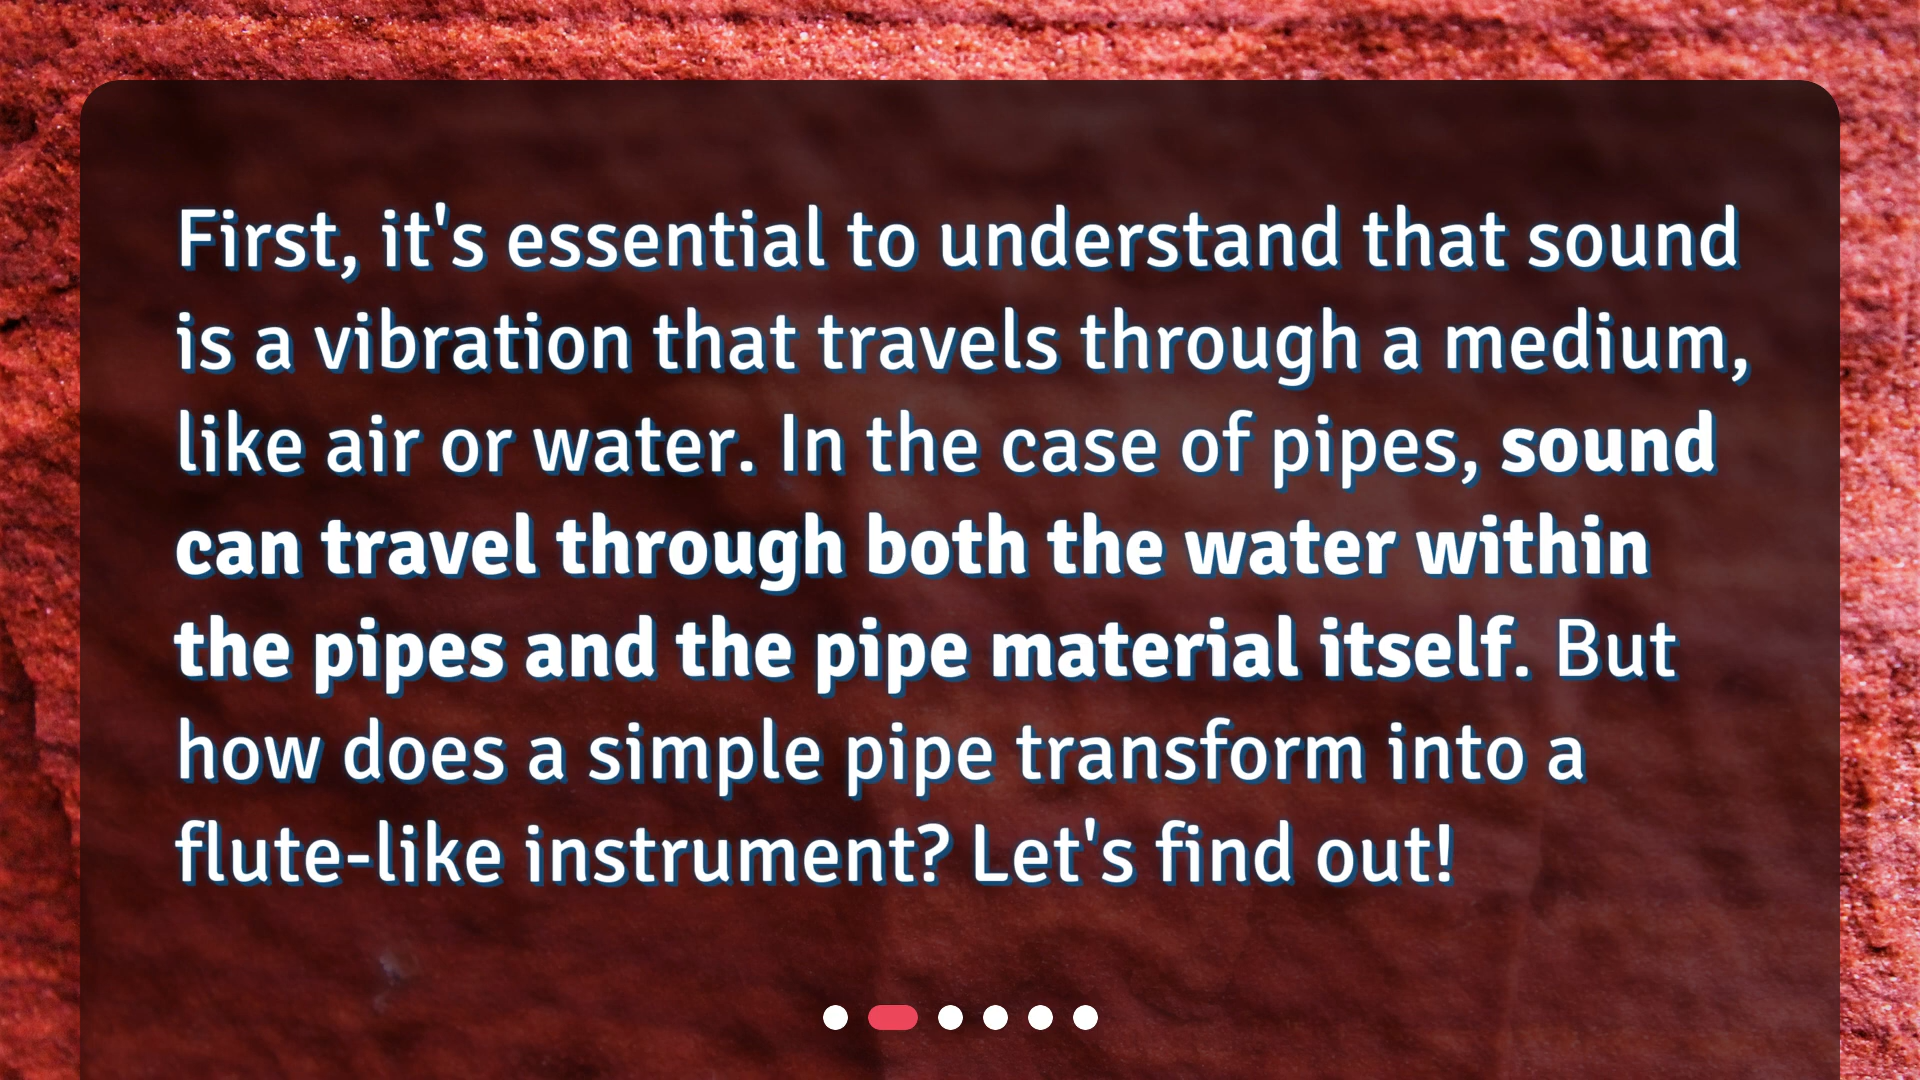 First, it's essential to understand that sound
is a vibration that travels through a medium,
like air or water. In the case of pipes, sound
can travel through both the water within
the pipes and the pipe material itself. But
how does a simple pipe transform into a
flute-like instrument? Let's find out!